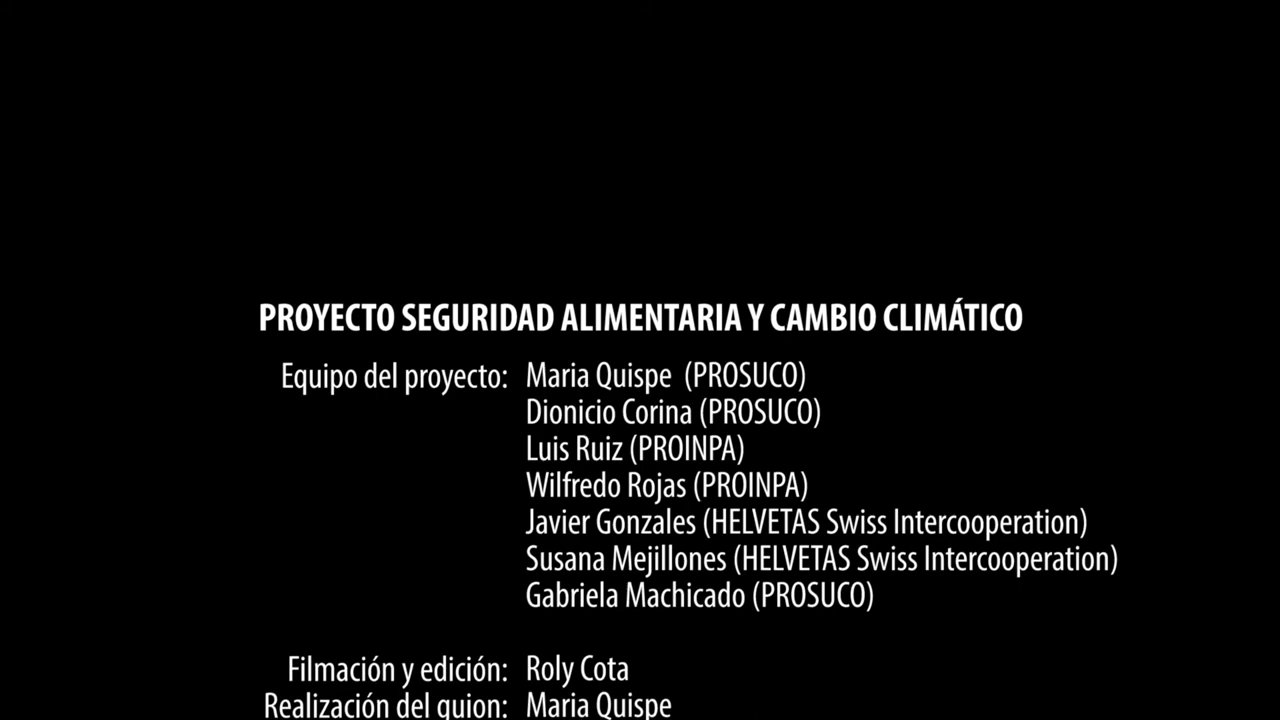 PROYECTO SEGURIDAD ALIMENTARIA Y CAMBIO CLIMÁTICO
Equipo del proyecto: Maria Quispe (PROSUCO)
Dionicio Corina (PROSUCO)
Luis Ruiz (PROINPA)
Wilfredo Rojas (PROINPA)
Javier Gonzales (HELVETAS Swiss Intercooperation)
Susana Mejillones (HELVETAS Swiss Intercooperation)
Gabriela Machicado (PROSUCO)
Filmación y edición: Roly Cota
Realización del guion: Maria Quispe